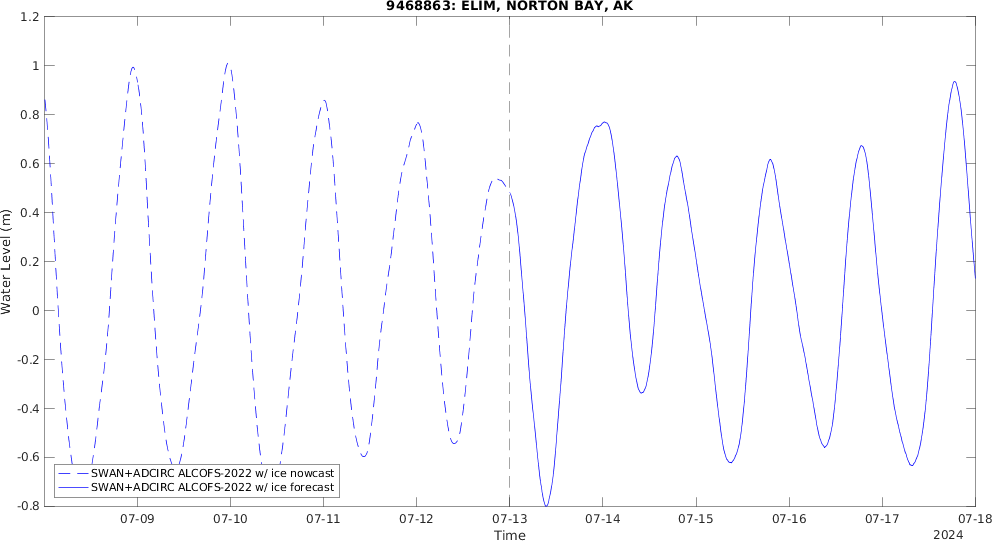 9468863: ELIM, NORTON BAY, AK
1.2
1
0.8
0.6
0.4
0.2
0
-0.2
-0.4
-0.6
-0.8
Water Level (m)
SWAN+ADCIRC ALCOFS-2022 w/ ice nowcast
SWAN+ADCIRC ALCOFS-2022 w/ ice forecast
07-09 07-10 07-11 07-12 07-13 07-14 07-15 07-16 07-17 07-18
Time
2024